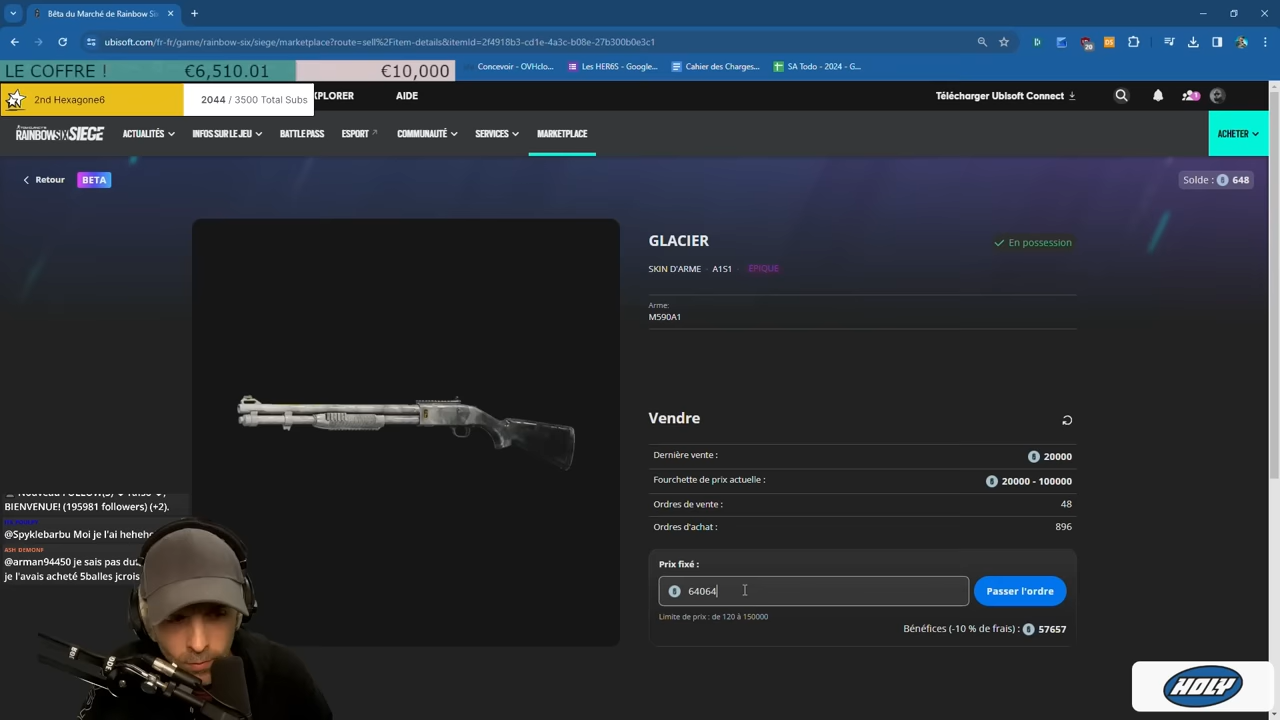 Bêta du Marché de Rainbow Si
ubisoft.com/fr-fr/game/rainbow-six/siege/marketplace?route=sell%2Fitem-details&itemId=2f4918b3-cd1e-4a3c-b08e-27b300b0e3c1
20
LE COFFRE ! €6,510.01 €10,000
Concevoir - OVHclo...
Les HER6S - Google...
Cahier des Charges...
SA Todo - 2024 - G...
2nd Hexagone6 2044 / 3500 Total Subs
PLORER
AIDE
Télécharger Ubisoft Connect
RAINBOWSIX SIEGE
ACTUALITÉS
INFOS SUR LE JEU
BATTLE PASS
ESPORT
COMMUNAUTÉ
SERVICES
MARKETPLACE
ACHETER
Retour
BETA
Solde : 648
GLACIER
En possession
SKIN D'ARME · A1S1 · ÉPIQUE
Arme:
M590A1
Vendre
Dernière vente : 20000
Fourchette de prix actuelle : 20000 - 100000
Ordres de vente : 48
Ordres d'achat : 896
Prix fixé :
64064
Passer l'ordre
Limite de prix : de 120 à 150000
Bénéfices (-10 % de frais) : 57657
BIENVENUE! (195981 followers) (+2).
@Spyklebarbu Moi je l'ai hehehe
ASH DEMONF
@arman94450 je sais pas du
je l'avais acheté 5balles jcrois
HOLY